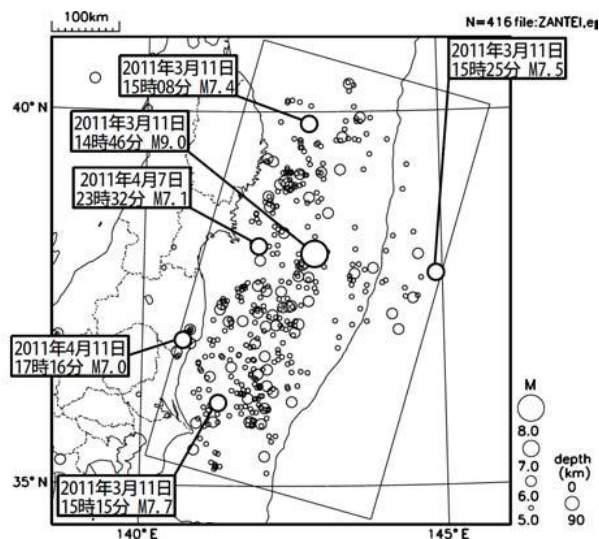 100km
N=416 file:ZANTEI.ep
2011年3月11日
15時25分 M7.5
2011年3月11日
15時08分 M7.4
40°N
2011年3月11日
14時46分 M9.0
2011年4月7日
23時32分 M7.1
2011年4月11日
17時16分 M7.0
2011年3月11日
15時15分 M7.7
35°N
140°E
145°E
M
8.0
7.0
6.0
5.0
depth
(km)
0
90